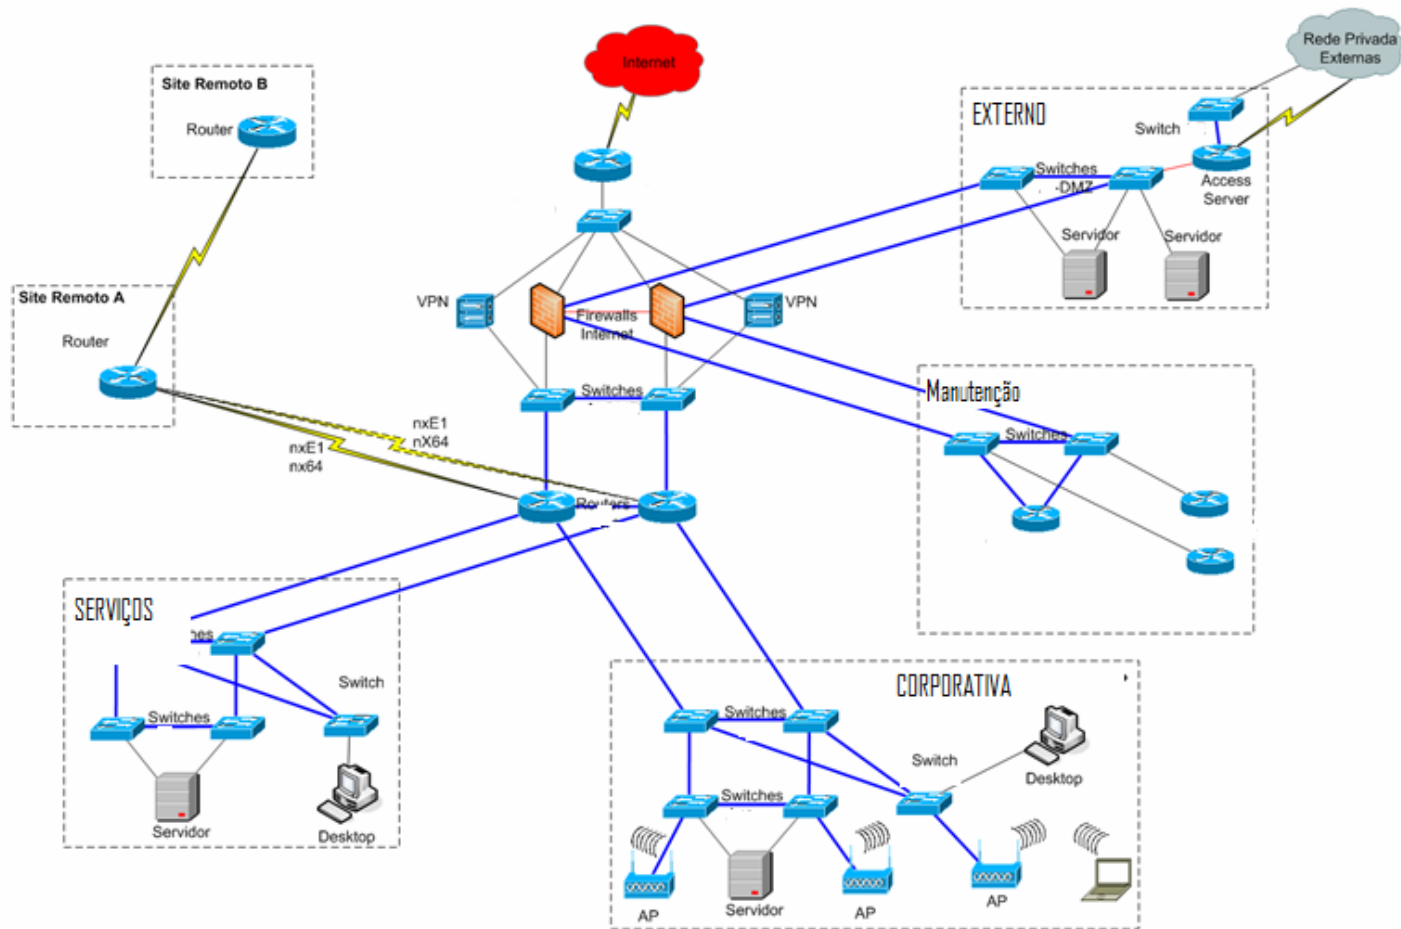 Internet
Rede Privada
Externas
Site Remoto B
Router
EXTERNO
Switch
Switches
-DMZ
Access
Server
Servidor
Servidor
Site Remoto A
Router
VPN
Firewalls
Internet
VPN
Manutenção
Switches
Switches
nxE1
nX64
nxE1
nx64
Routers
SERVIÇOS
Switch
Switches
Servidor
Desktop
CORPORATIVA
Switches
Switch
Desktop
Switches
AP
Servidor
AP
AP